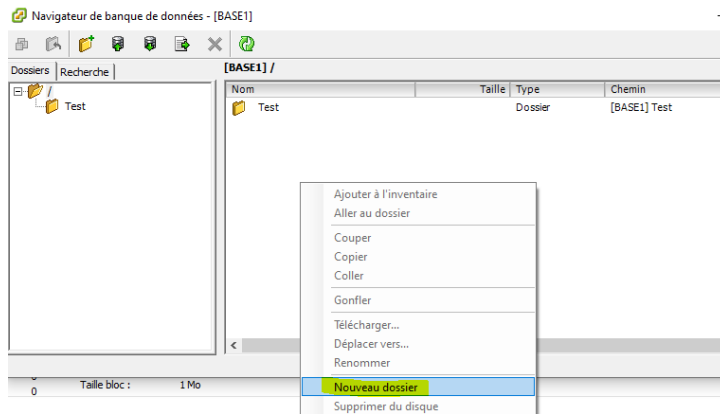 Navigateur de banque de données - [BASE1]
Dossiers Recherche
[BASE1] /
/
Test
Nom Taille Type Chemin
Test Dossier [BASE1] Test
Ajouter à l'inventaire
Aller au dossier
Couper
Copier
Coller
Gonfler
Télécharger...
Déplacer vers...
Renommer
Nouveau dossier
Supprimer du disque
0 Taille bloc : 1 Mo